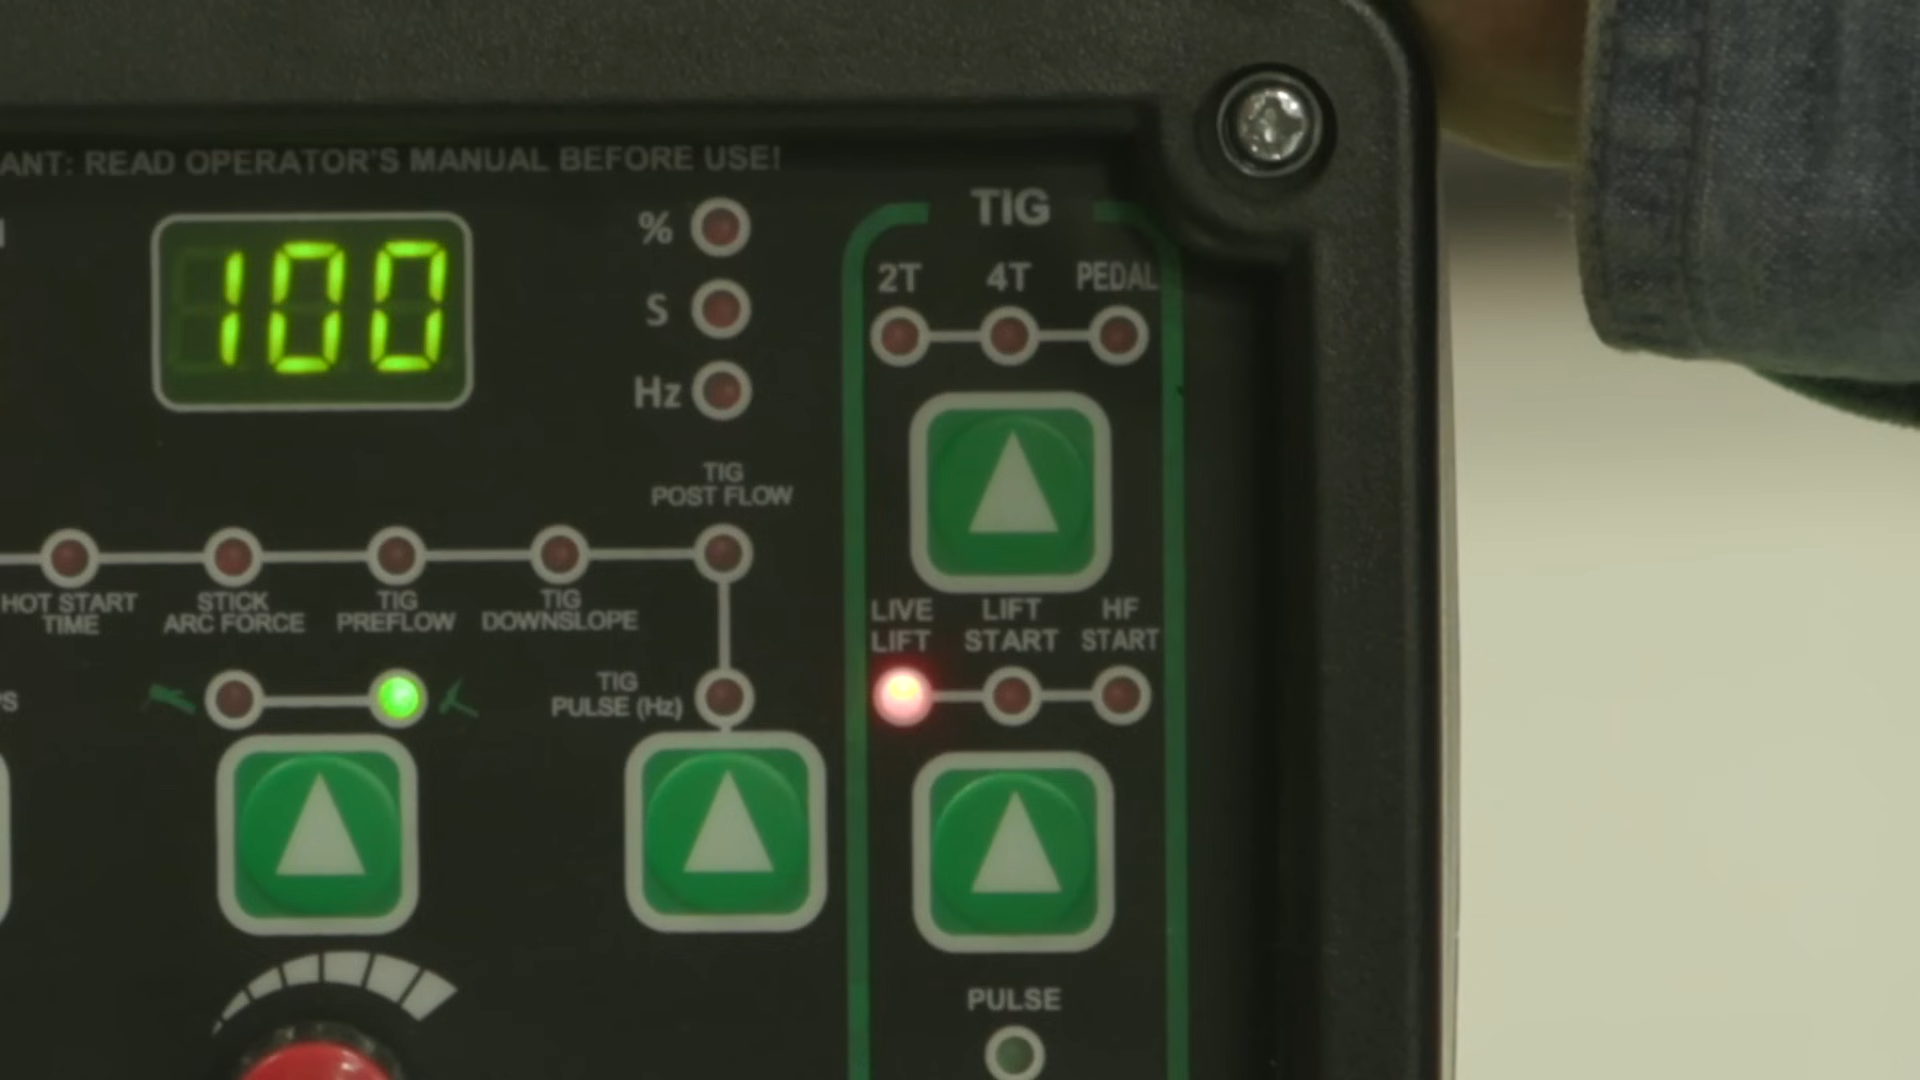 ANT: READ OPERATOR'S MANUAL BEFORE USE!
100
%
S
Hz
TIG
2T 4T PEDAL
TIG
POST FLOW
HOT START
TIME
STICK
ARC FORCE
TIG
PREFLOW
TIG
DOWNSLOPE
TIG
PULSE (Hz)
LIVE
LIFT
LIFT
START
HF
START
PULSE